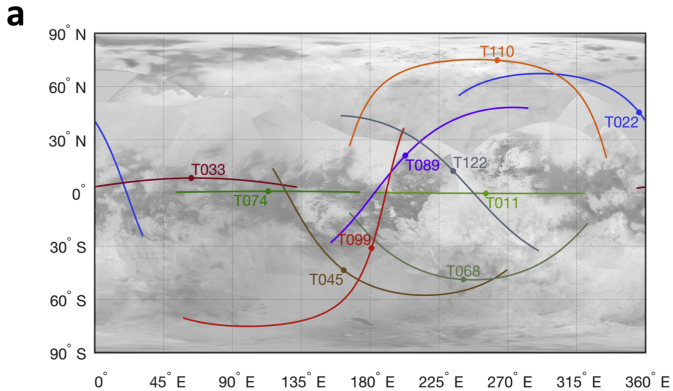 a
90° N
T110
60° N
T022
30° N
T033
T089
T122
0°
T074
T011
30° S
T099
T045
T068
60° S
90° S
0° 45° E 90° E 135° E 180° E 225° E 270° E 315° E 360° E